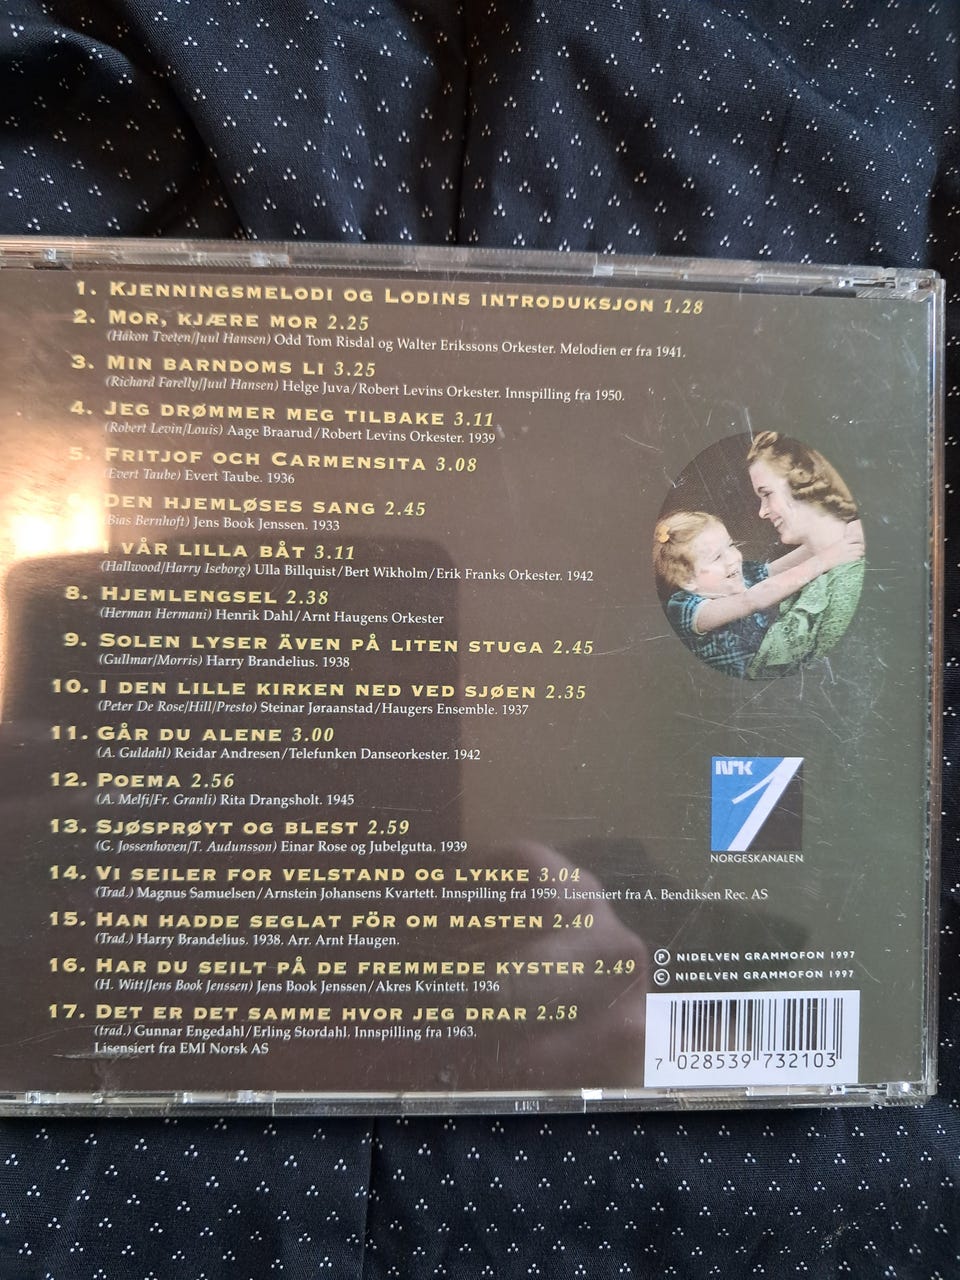 1. Kjenningsmelodi og Lodins introduksjon 1.28
2. Mor, kjære mor 2.25
(Håkon Tveten/Juul Hansen) Odd Tom Risdal og Walter Erikssons Orkester. Melodien er fra 1941.
3. Min barndoms li 3.25
(Richard Farelly/Juul Hansen) Helge Juva/Robert Levins Orkester. Innspilling fra 1950.
4. Jeg drømmer meg tilbake 3.11
(Robert Levin/Louis) Aage Braarud/Robert Levins Orkester. 1939
5. Fritjof och Carmensita 3.08
(Evert Taube) Evert Taube. 1936
Den hjemløses sang 2.45
(Bias Bernhoft) Jens Book Jenssen. 1933
I vår lilla båt 3.11
(Hallwood/Harry Iseborg) Ulla Billquist/Bert Wikholm/Erik Franks Orkester. 1942
8. Hjemlengsel 2.38
(Herman Hermani) Henrik Dahl/Arnt Haugens Orkester
9. Solen lyser även på liten stuga 2.45
(Gullmar/Morris) Harry Brandelius. 1938
10. I den lille kirken ned ved sjøen 2.35
(Peter De Rose/Hill/Presto) Steinar Jøraanstad/Haugers Ensemble. 1937
11. Går du alene 3.00
(A. Guldahl) Reidar Andresen/Telefunken Danseorkester. 1942
12. Poema 2.56
(A. Melfi/Fr. Granli) Rita Drangsholt. 1945
13. Sjøsprøyt og blest 2.59
(G. Jossenhoven/T. Audunsson) Einar Rose og Jubelgutta. 1939
14. Vi seiler for velstand og lykke 3.04
(Trad.) Magnus Samuelsen/Arnstein Johansens Kvartett. Innspilling fra 1959. Lisensiert fra A. Bendiksen Rec. AS
15. Han hadde seglat för om masten 2.40
(Trad.) Harry Brandelius. 1938. Arr. Arnt Haugen.
16. Har du seilt på de fremmede kyster 2.49
(H. Witt/Jens Book Jenssen) Jens Book Jenssen/Akres Kvintett. 1936
17. Det er det samme hvor jeg drar 2.58
(trad.) Gunnar Engedahl/Erling Stordahl. Innspilling fra 1963.
Lisensiert fra EMI Norsk AS
NRK
1
NORGESKANALEN
℗ NIDELVEN GRAMMOFON 1997
© NIDELVEN GRAMMOFON 1997
7 028539 732103